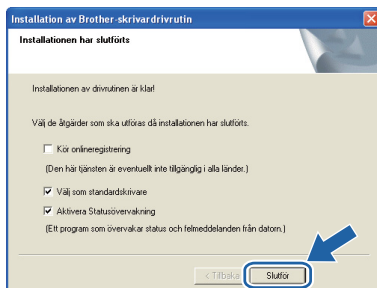 Installation av Brother-skrivardrivrutin
Installationen har slutförts
Installationen av drivrutinen är klar!
Välj de åtgärder som ska utföras då installationen har slutförts.
Kör onlineregistrering
(Den här tjänsten är eventuellt inte tillgänglig i alla länder.)
Välj som standardskrivare
Aktivera Statusövervakning
(Ett program som övervakar status och felmeddelanden från datorn.)
< Tillbaka
Slutför